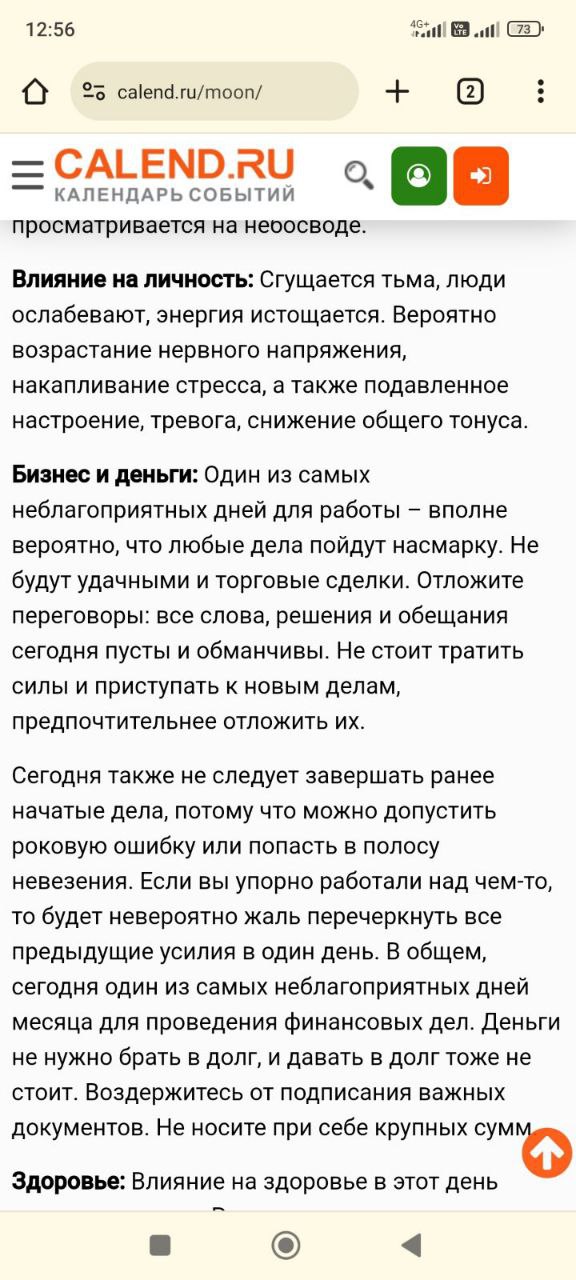 12:56
4G+ Vo LTE 73
calend.ru/moon/
2
CALEND.RU
КАЛЕНДАРЬ СОБЫТИЙ
просматривается на небосводе.
Влияние на личность: Сгущается тьма, люди
ослабевают, энергия истощается. Вероятно
возрастание нервного напряжения,
накапливание стресса, а также подавленное
настроение, тревога, снижение общего тонуса.
Бизнес и деньги: Один из самых
неблагоприятных дней для работы – вполне
вероятно, что любые дела пойдут насмарку. Не
будут удачными и торговые сделки. Отложите
переговоры: все слова, решения и обещания
сегодня пусты и обманчивы. Не стоит тратить
силы и приступать к новым делам,
предпочтительнее отложить их.
Сегодня также не следует завершать ранее
начатые дела, потому что можно допустить
роковую ошибку или попасть в полосу
невезения. Если вы упорно работали над чем-то,
то будет невероятно жаль перечеркнуть все
предыдущие усилия в один день. В общем,
сегодня один из самых неблагоприятных дней
месяца для проведения финансовых дел. Деньги
не нужно брать в долг, и давать в долг тоже не
стоит. Воздержитесь от подписания важных
документов. Не носите при себе крупных сумм
Здоровье: Влияние на здоровье в этот день